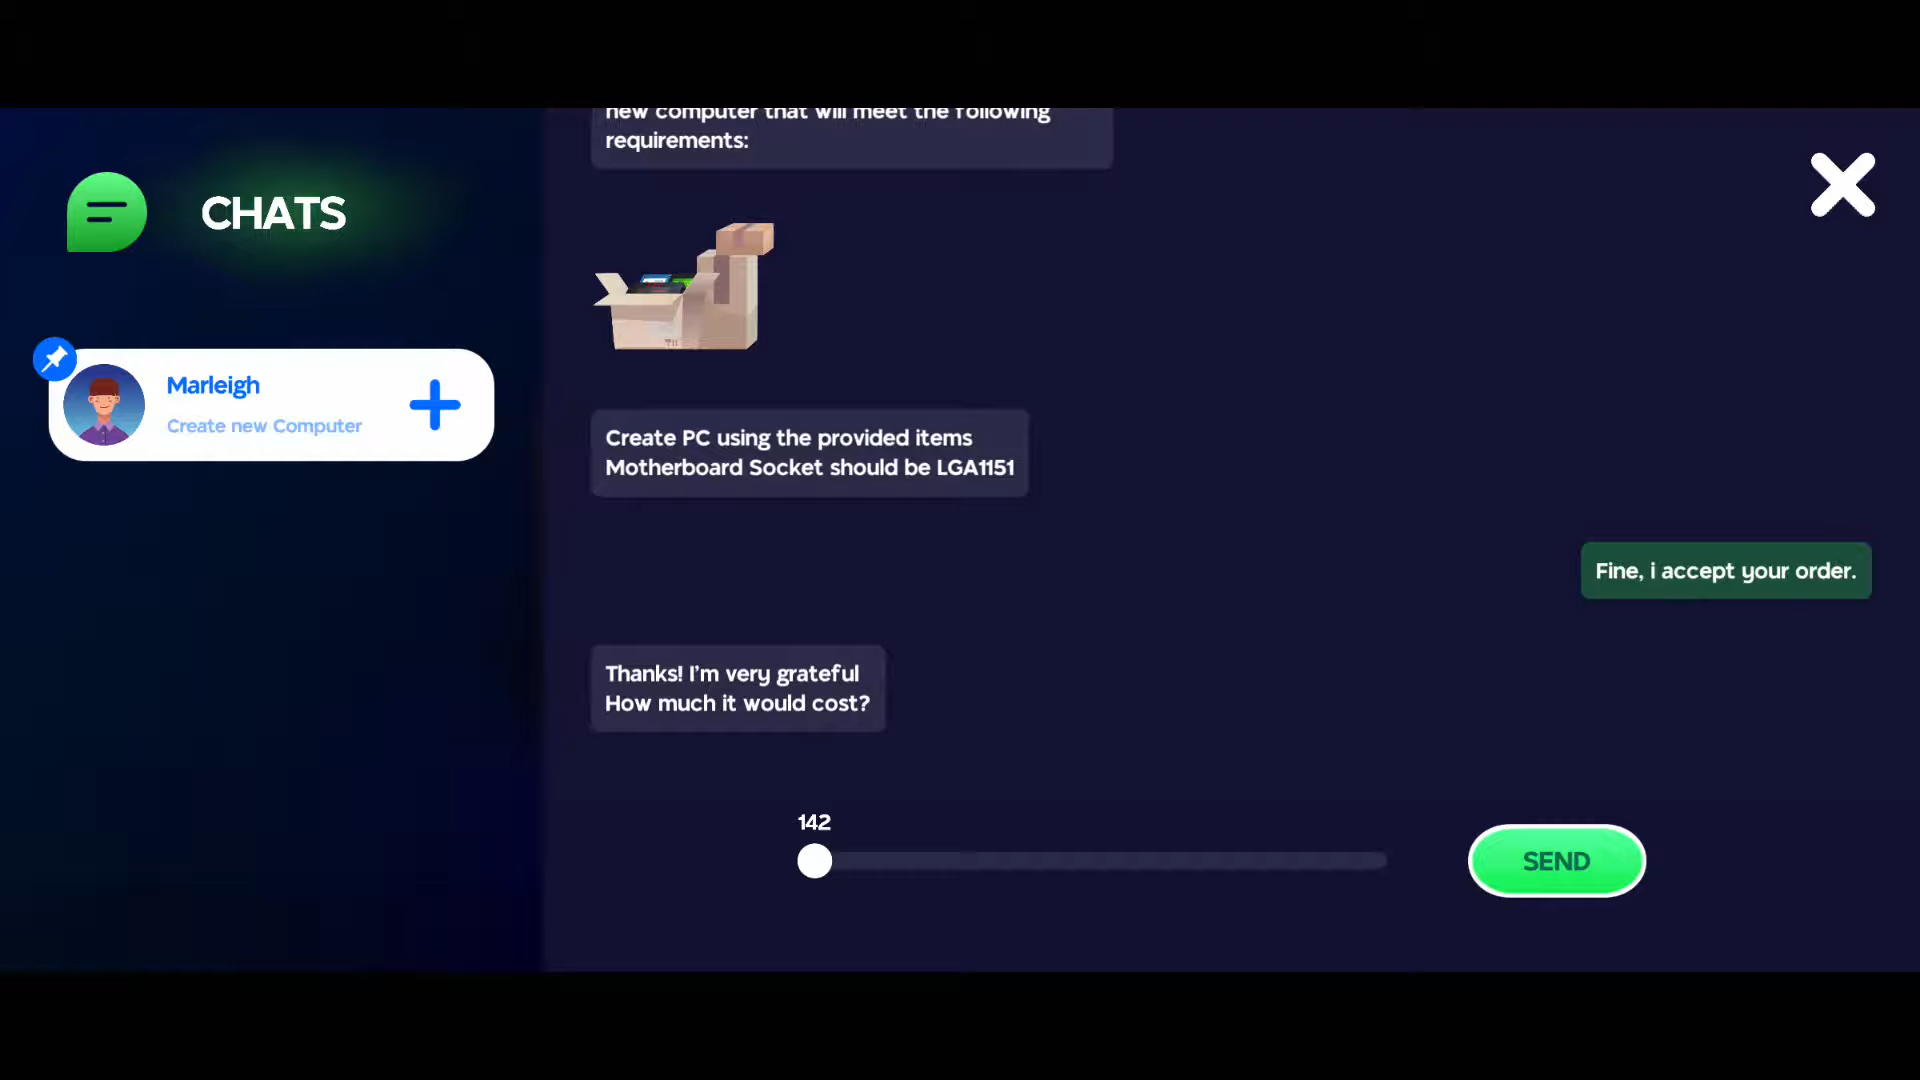 CHATS
Marleigh
Create new Computer
new computer that will meet the following
requirements:
Create PC using the provided items
Motherboard Socket should be LGA1151
Fine, i accept your order.
Thanks! I'm very grateful
How much it would cost?
142
SEND